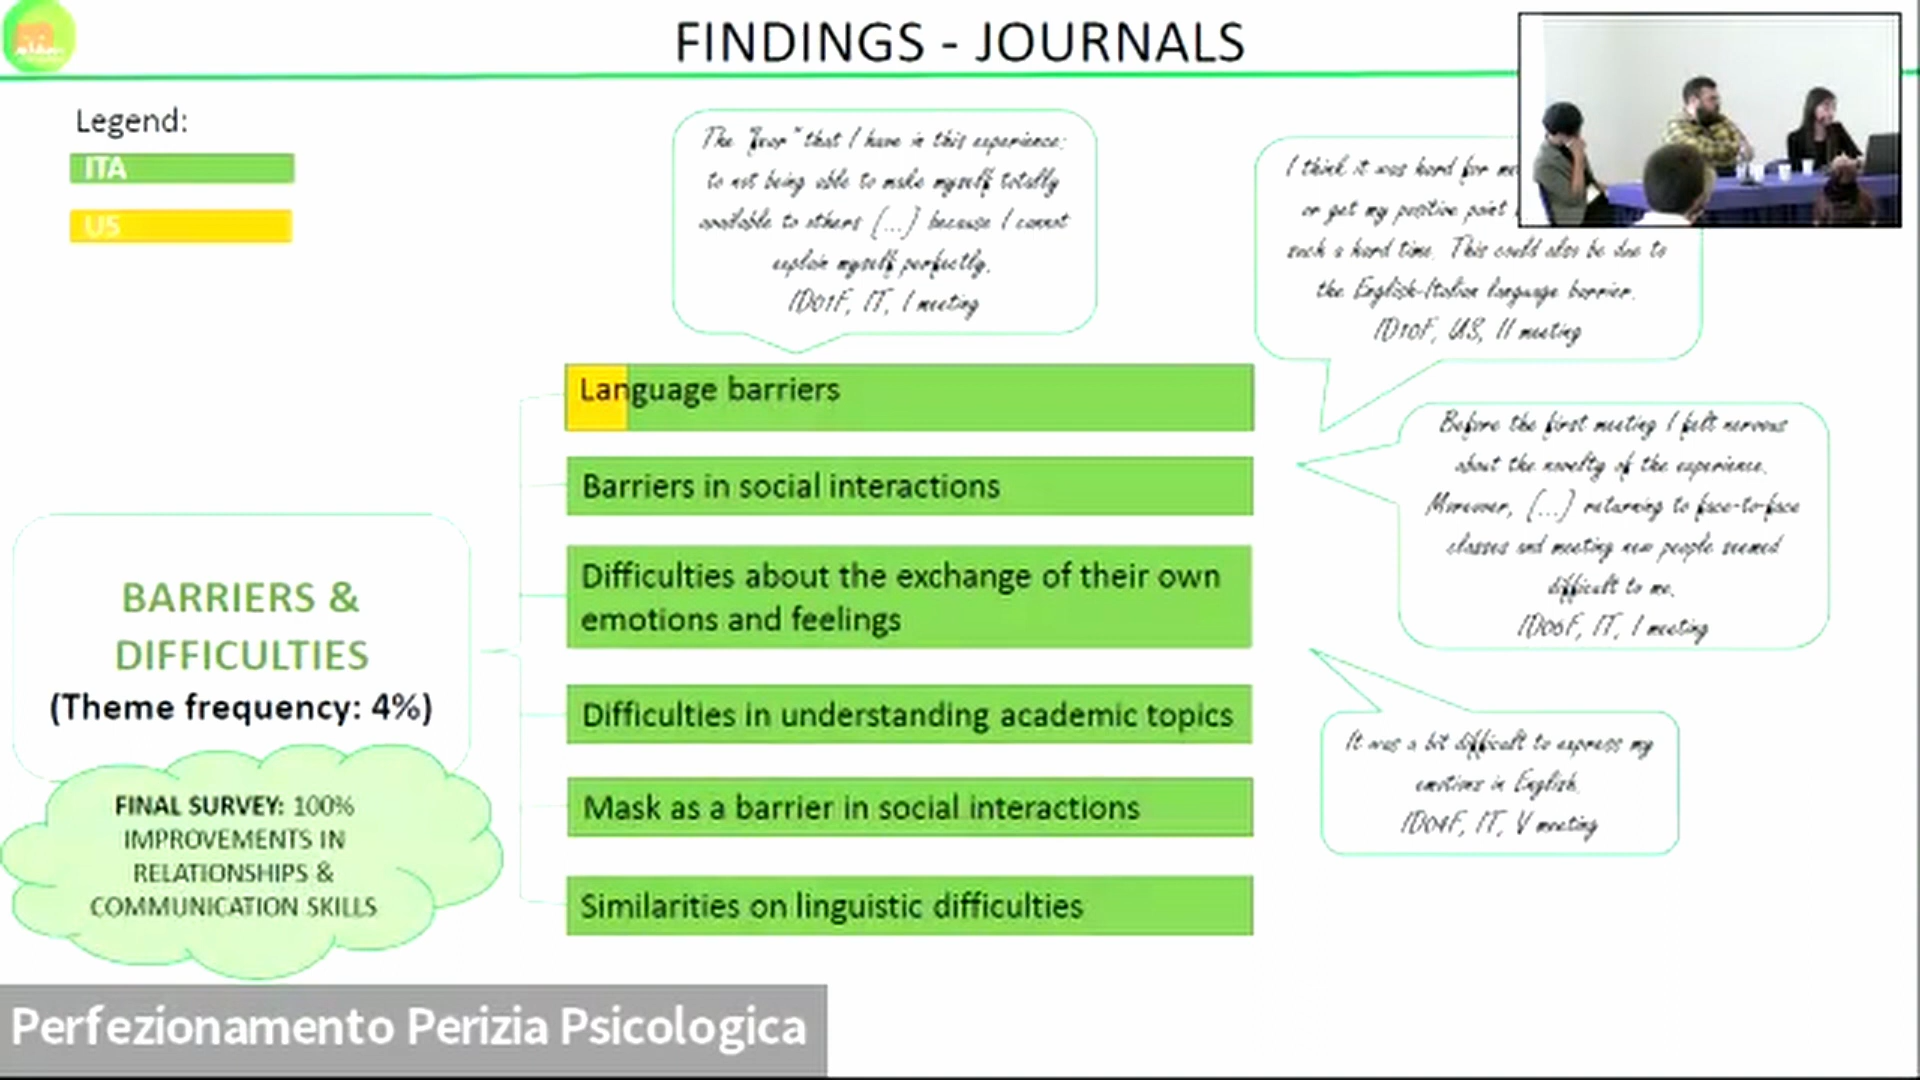 FINDINGS - JOURNALS
Legend:
ITA
US
The "fear" that I have in this experience:
to not being able to make myself totally
available to others (...) because I cannot
explain myself perfectly.
ID01F, IT, I meeting
I think it was hard for me
or get my positive point
such a hard time. This could also be due to
the English-Italian language barrier.
ID10F, US, II meeting
Language barriers
Barriers in social interactions
Difficulties about the exchange of their own
emotions and feelings
Difficulties in understanding academic topics
Mask as a barrier in social interactions
Similarities on linguistic difficulties
Before the first meeting I felt nervous
about the novelty of the experience.
Moreover, (...) returning to face-to-face
classes and meeting new people seemed
difficult to me.
ID06F, IT, I meeting
It was a bit difficult to express my
emotions in English.
ID04F, IT, V meeting
BARRIERS &
DIFFICULTIES
(Theme frequency: 4%)
FINAL SURVEY: 100%
IMPROVEMENTS IN
RELATIONSHIPS &
COMMUNICATION SKILLS
Perfezionamento Perizia Psicologica